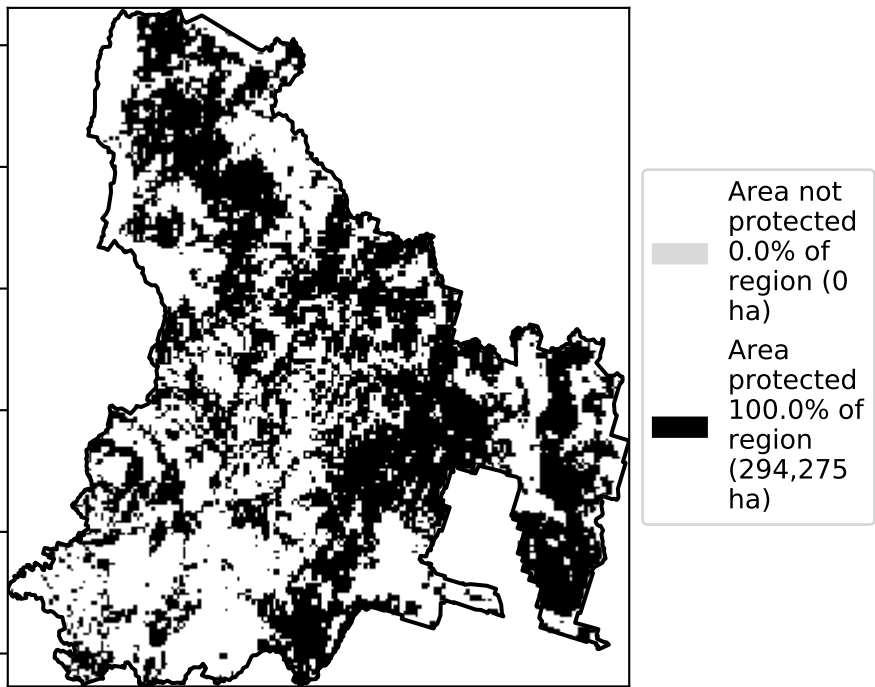 Area not
protected
0.0% of
region (0
ha)
Area
protected
100.0% of
region
(294,275
ha)